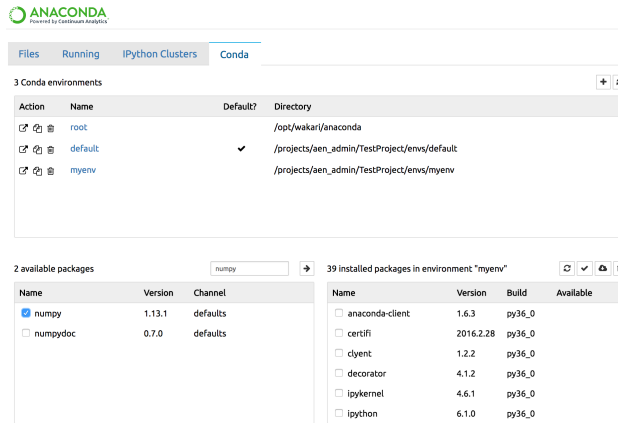 ANACONDA
Powered by Continuum Analytics
Files Running IPython Clusters Conda
3 Conda environments
Action Name Default? Directory
root /opt/wakari/anaconda
default /projects/aen_admin/TestProject/envs/default
myenv /projects/aen_admin/TestProject/envs/myenv
2 available packages numpy
Name Version Channel
numpy 1.13.1 defaults
numpydoc 0.7.0 defaults
39 installed packages in environment "myenv"
Name Version Build Available
anaconda-client 1.6.3 py36_0
certifi 2016.2.28 py36_0
clyent 1.2.2 py36_0
decorator 4.1.2 py36_0
ipykernel 4.6.1 py36_0
ipython 6.1.0 py36_0